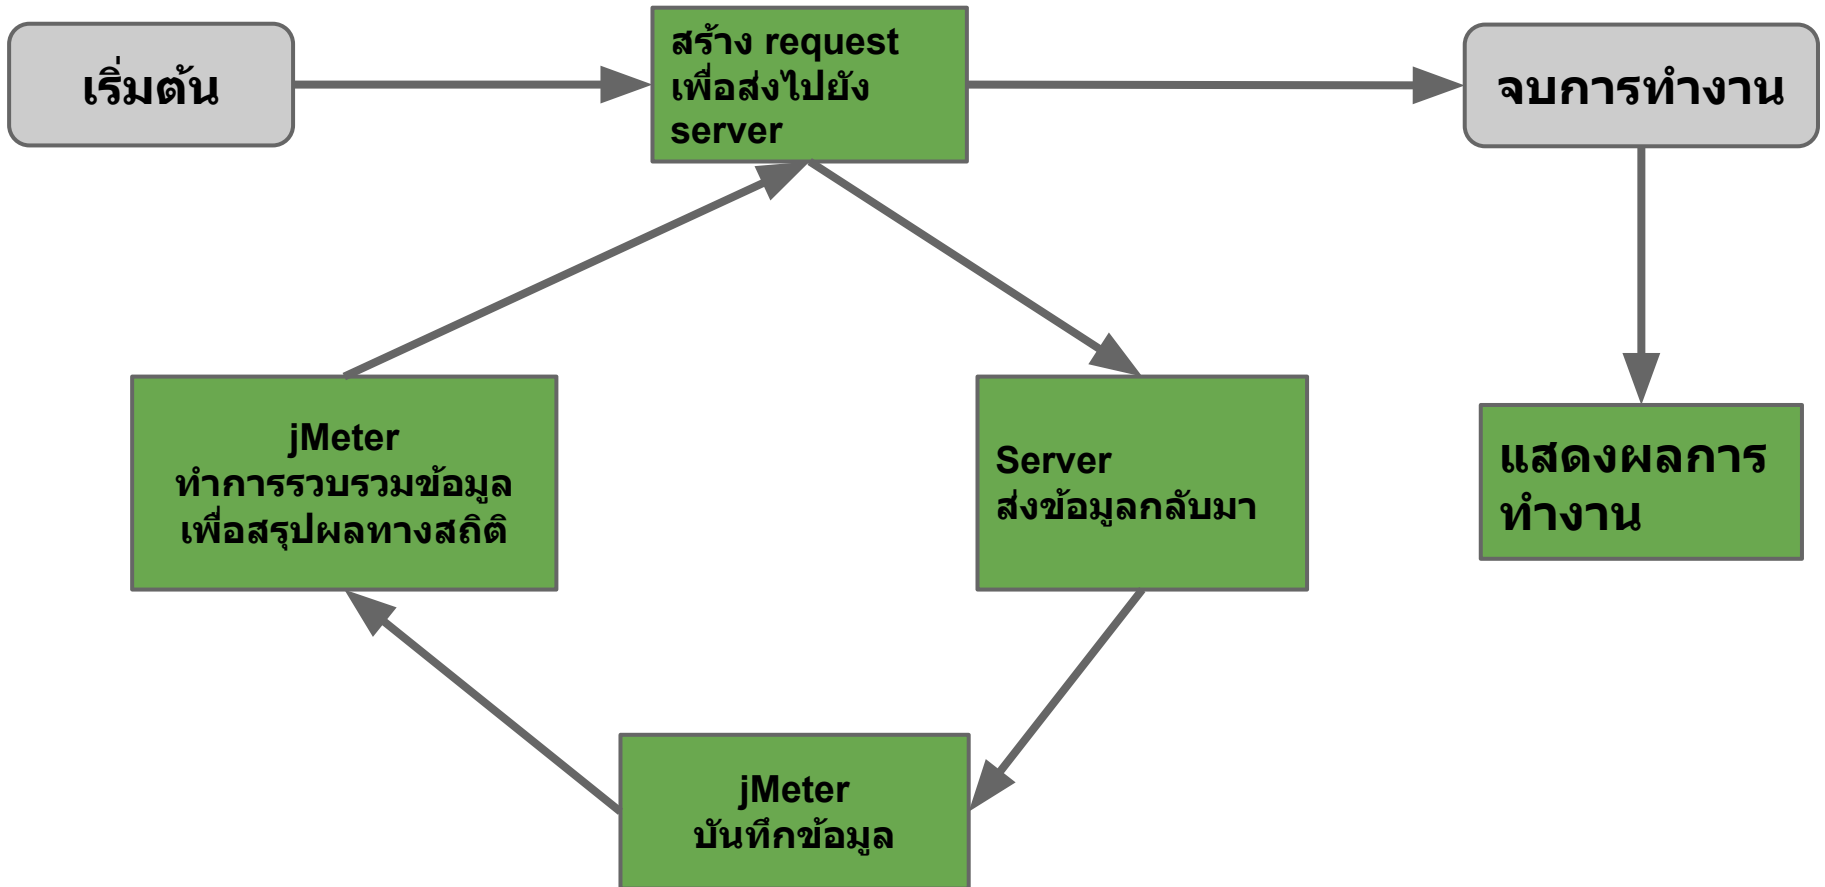 เริ่มต้น
สร้าง request
เพื่อส่งไปยัง
server
จบการทำงาน
jMeter
ทำการรวบรวมข้อมูล
เพื่อสรุปผลทางสถิติ
Server
ส่งข้อมูลกลับมา
แสดงผลการ
ทำงาน
jMeter
บันทึกข้อมูล